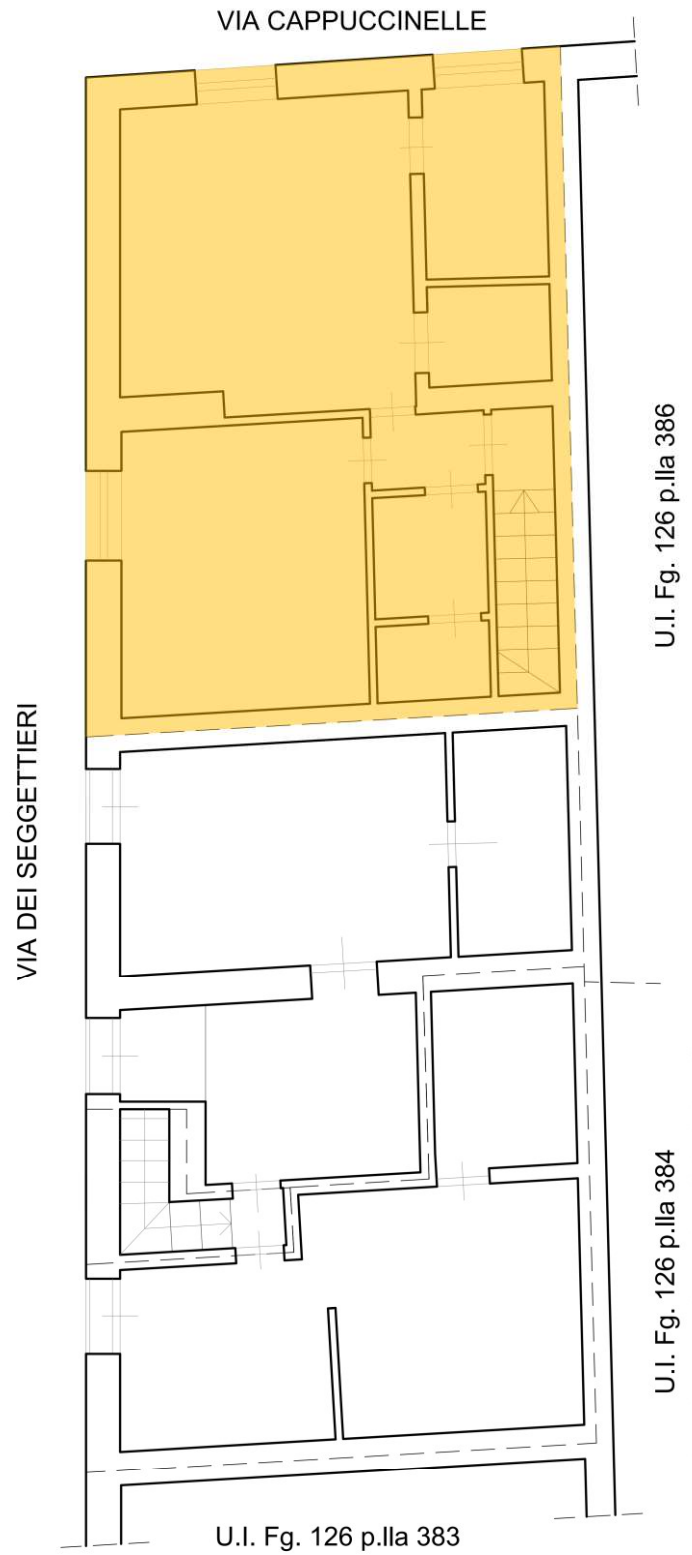 VIA CAPPUCCINELLE
U.I. Fg. 126 p.lla 386
VIA DEI SEGGETTIERI
U.I. Fg. 126 p.lla 384
U.I. Fg. 126 p.lla 383